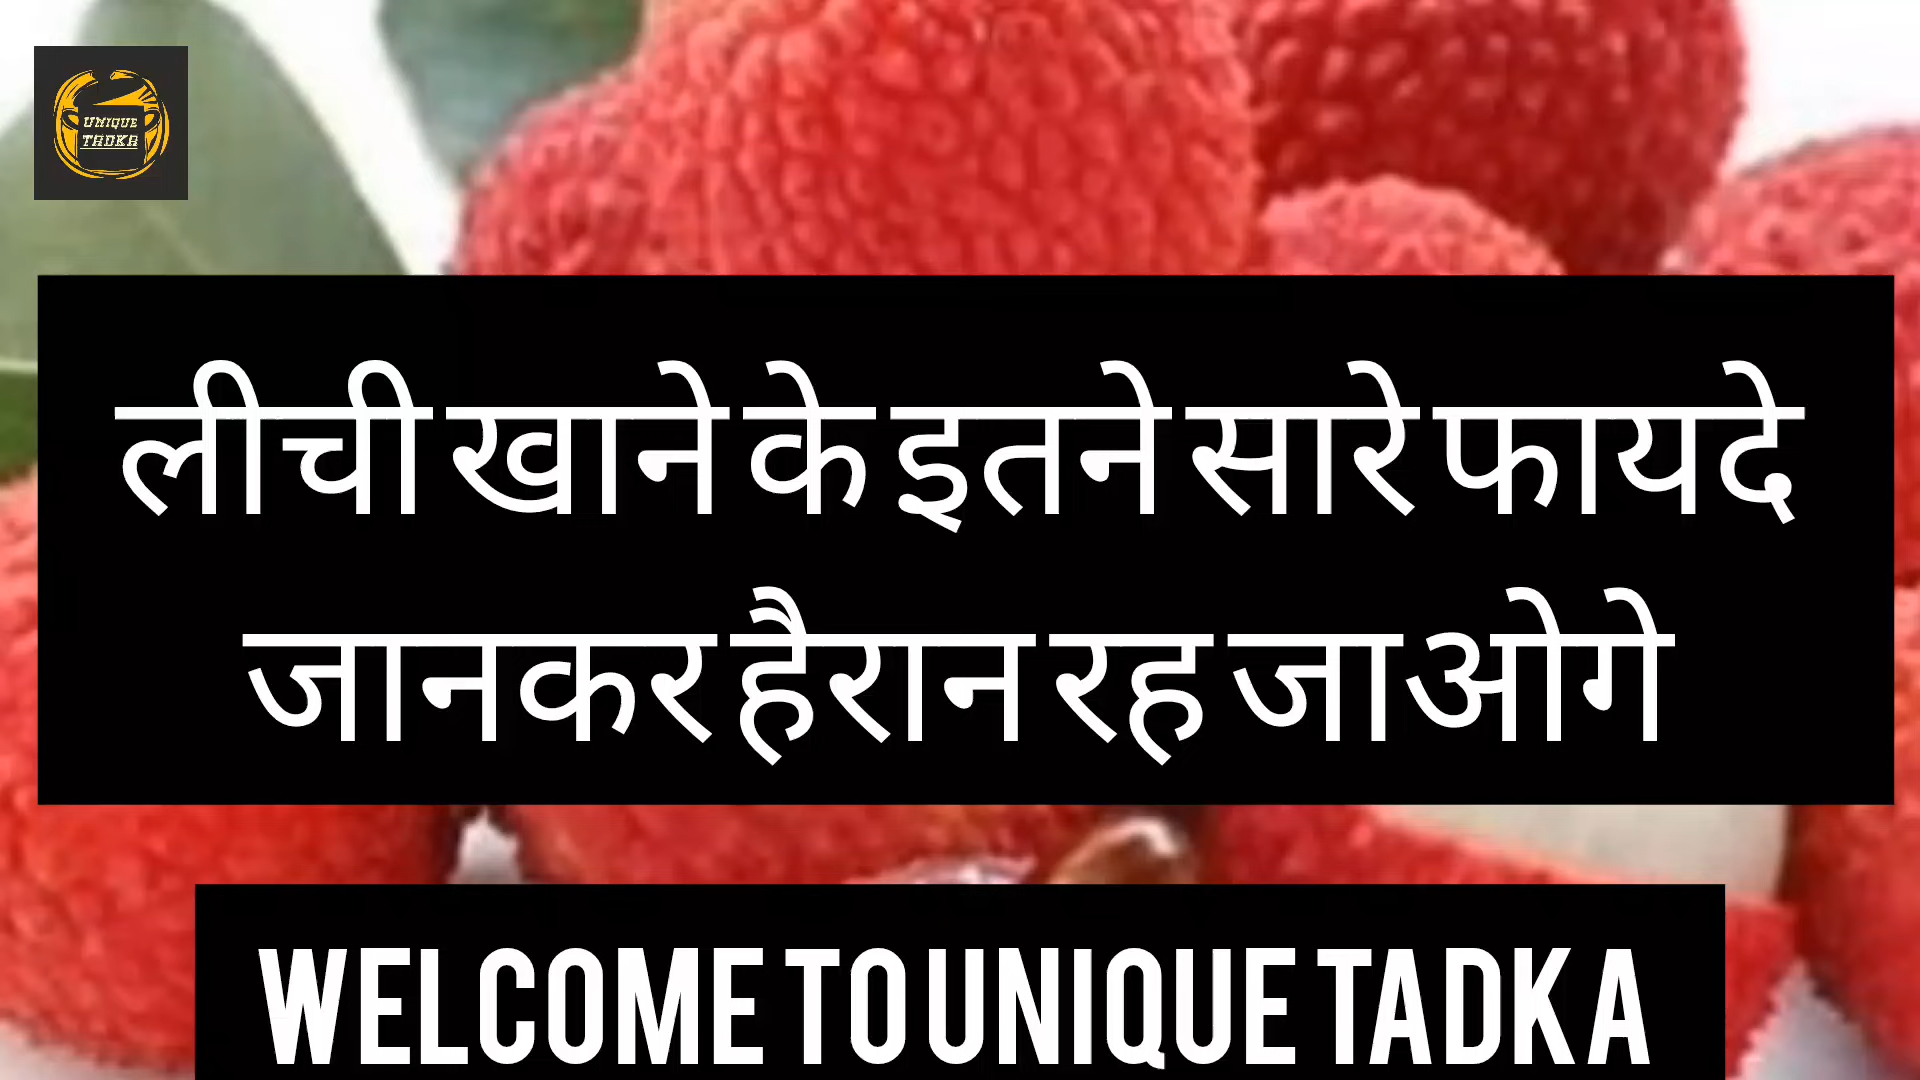 UNIQUE
TADKA
लीची खाने के इतने सारे फायदे
जानकर हैरान रह जाओगे
WELCOME TO UNIQUE TADKA